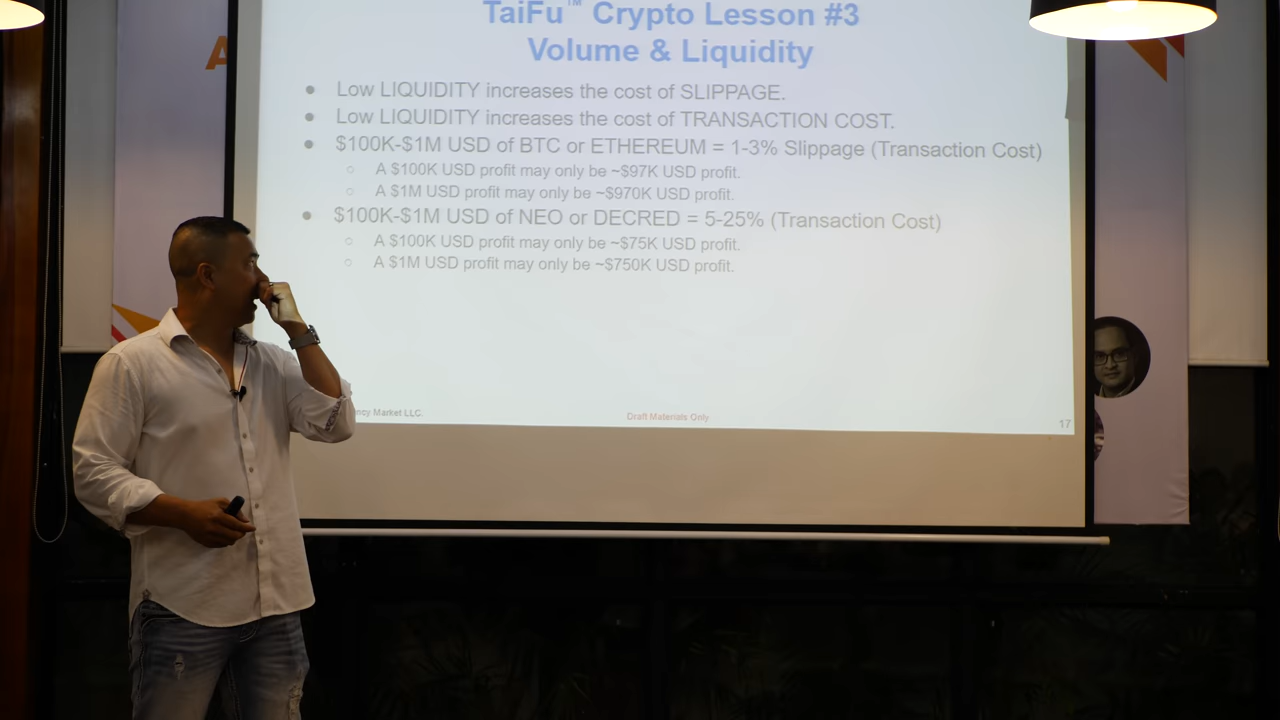 TaiFu™ Crypto Lesson #3
Volume & Liquidity
● Low LIQUIDITY increases the cost of SLIPPAGE.
● Low LIQUIDITY increases the cost of TRANSACTION COST.
● $100K-$1M USD of BTC or ETHEREUM = 1-3% Slippage (Transaction Cost)
○ A $100K USD profit may only be ~$97K USD profit.
○ A $1M USD profit may only be ~$970K USD profit.
● $100K-$1M USD of NEO or DECRED = 5-25% (Transaction Cost)
○ A $100K USD profit may only be ~$75K USD profit.
○ A $1M USD profit may only be ~$750K USD profit.
Market LLC.
Draft Materials Only
17